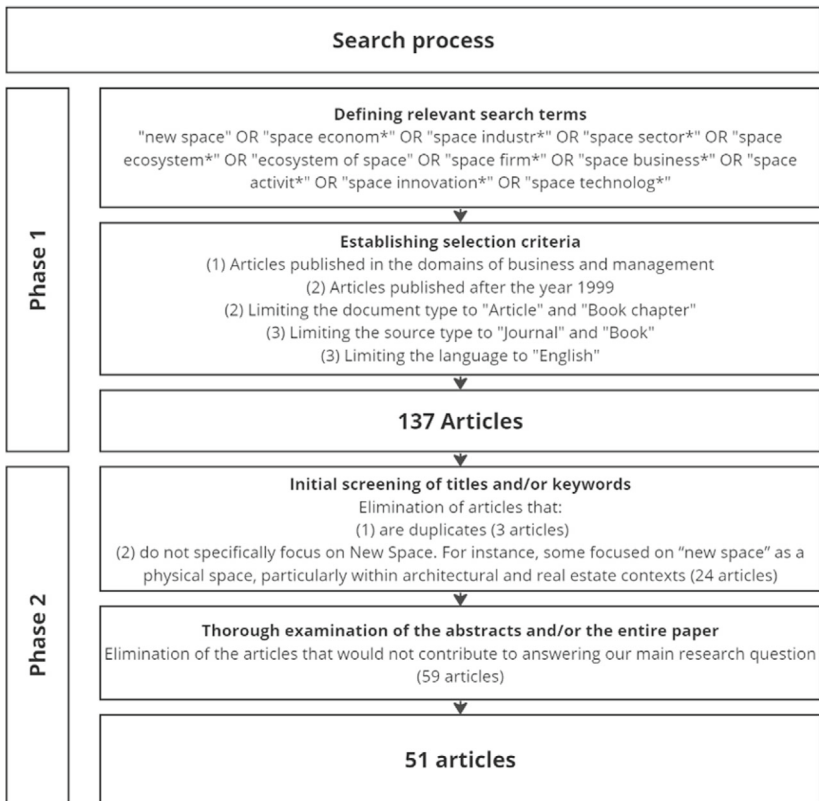 Search process
Phase 1
Defining relevant search terms
"new space" OR "space econom*" OR "space industr*" OR "space sector*" OR "space
ecosystem*" OR "ecosystem of space" OR "space firm*" OR "space business*" OR "space
activit*" OR "space innovation*" OR "space technolog*"
Establishing selection criteria
(1) Articles published in the domains of business and management
(2) Articles published after the year 1999
(2) Limiting the document type to "Article" and "Book chapter"
(3) Limiting the source type to "Journal" and "Book"
(3) Limiting the language to "English"
137 Articles
Phase 2
Initial screening of titles and/or keywords
Elimination of articles that:
(1) are duplicates (3 articles)
(2) do not specifically focus on New Space. For instance, some focused on “new space” as a
physical space, particularly within architectural and real estate contexts (24 articles)
Thorough examination of the abstracts and/or the entire paper
Elimination of the articles that would not contribute to answering our main research question
(59 articles)
51 articles